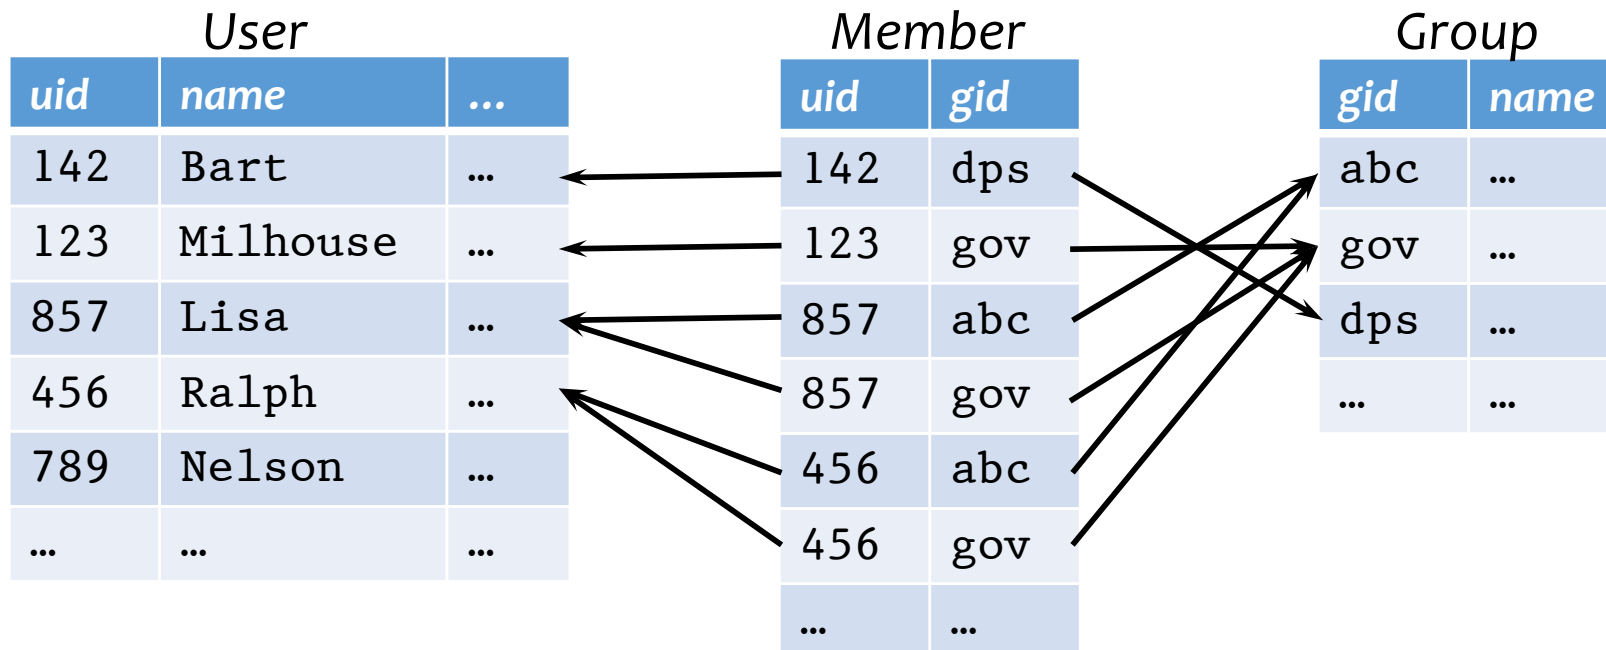 User
uid name ...
142 Bart ...
123 Milhouse ...
857 Lisa ...
456 Ralph ...
789 Nelson ...
... ... ...
Member
uid gid
142 dps
123 gov
857 abc
857 gov
456 abc
456 gov
... ...
Group
gid name
abc ...
gov ...
dps ...
... ...